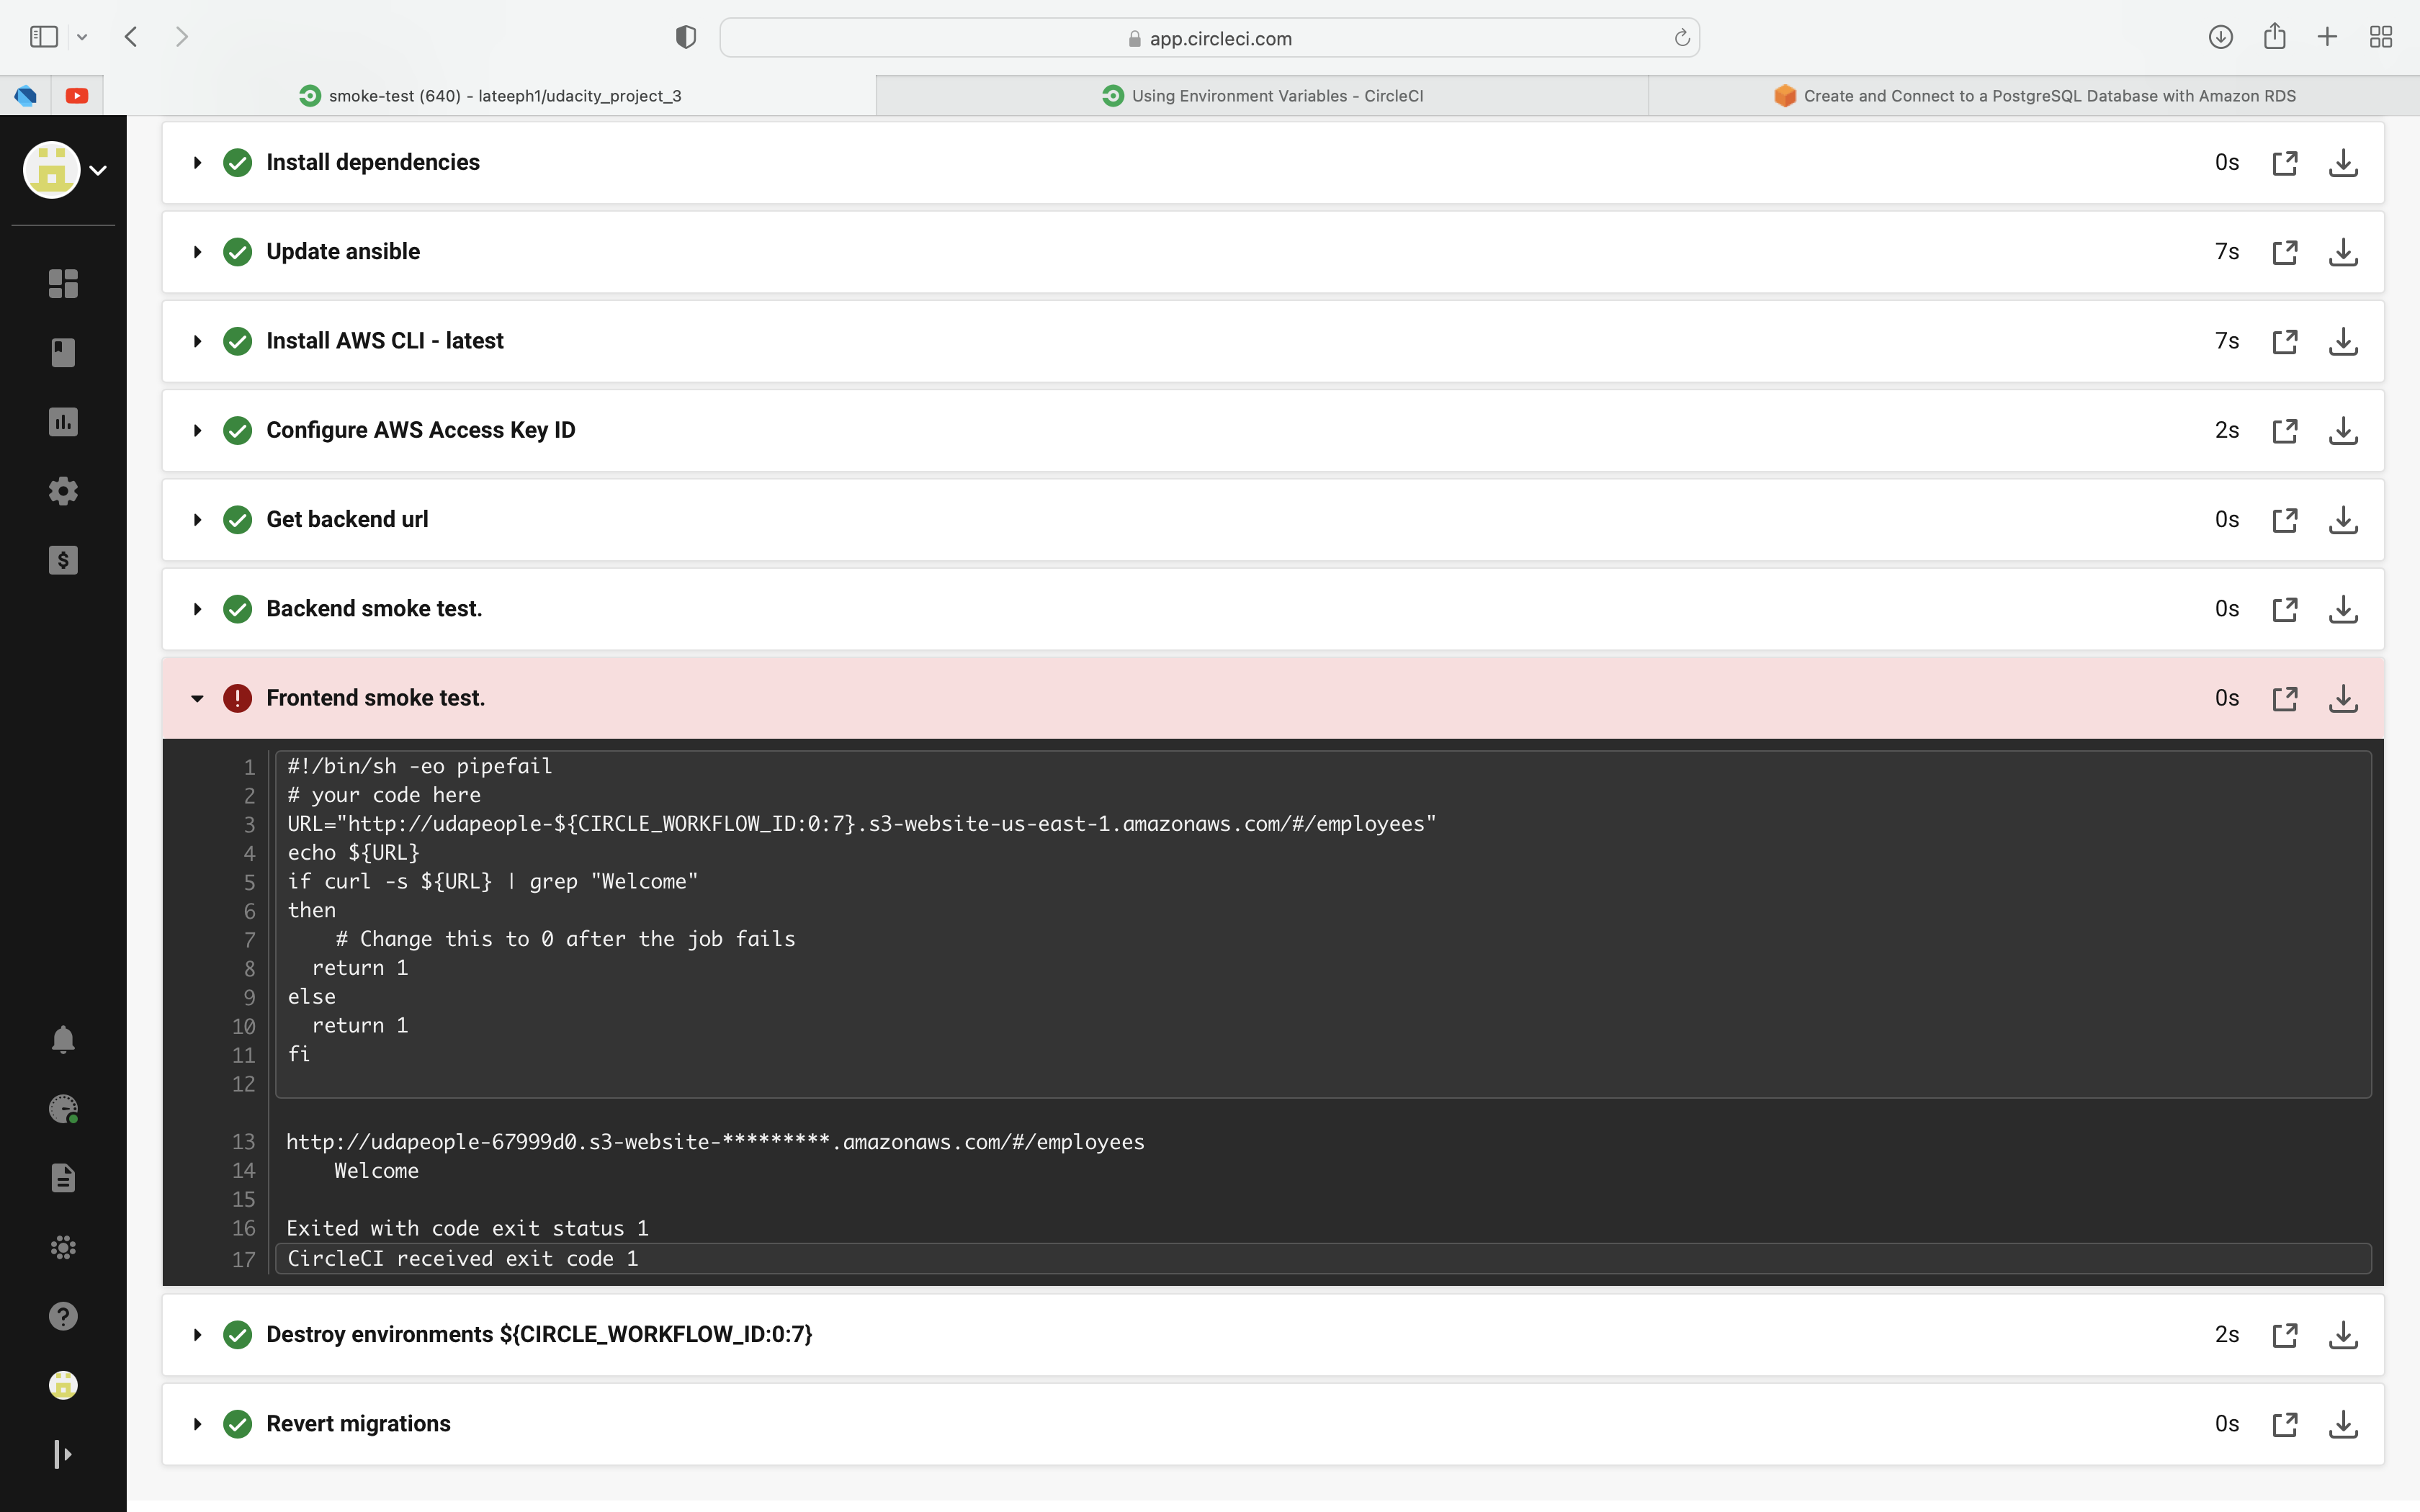 app.circleci.com
smoke-test (640) - lateeph1/udacity_project_3
Using Environment Variables - CircleCI
Create and Connect to a PostgreSQL Database with Amazon RDS
Install dependencies 0s
Update ansible 7s
Install AWS CLI - latest 7s
Configure AWS Access Key ID 2s
Get backend url 0s
Backend smoke test. 0s
Frontend smoke test. 0s
1 #!/bin/sh -eo pipefail
2 # your code here
3 URL="http://udapeople-${CIRCLE_WORKFLOW_ID:0:7}.s3-website-us-east-1.amazonaws.com/#/employees"
4 echo ${URL}
5 if curl -s ${URL} | grep "Welcome"
6 then
7     # Change this to 0 after the job fails
8   return 1
9 else
10   return 1
11 fi
12
13 http://udapeople-67999d0.s3-website-*********.amazonaws.com/#/employees
14     Welcome
15
16 Exited with code exit status 1
17 CircleCI received exit code 1
Destroy environments ${CIRCLE_WORKFLOW_ID:0:7} 2s
Revert migrations 0s